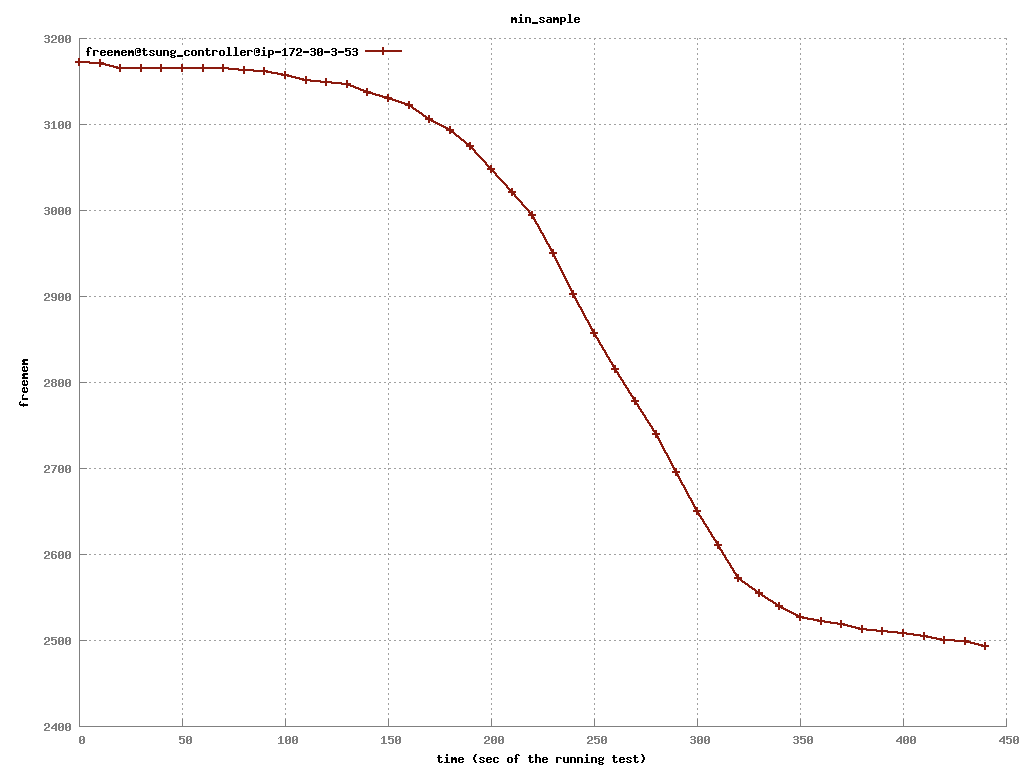 min_sample
freemem@tsung_controller@ip-172-30-3-53
3200
3100
3000
2900
2800
2700
2600
2500
2400
freemem
0 50 100 150 200 250 300 350 400 450
time (sec of the running test)